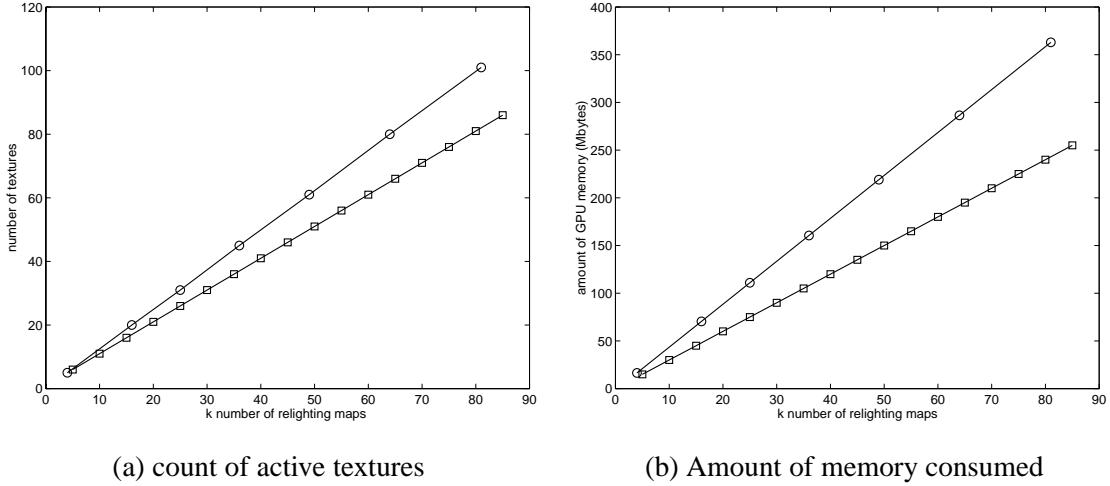 120
100
80
60
40
20
0
number of textures
0 10 20 30 40 50 60 70 80 90
k number of relighting maps
(a) count of active textures
400
350
300
250
200
150
100
50
0
amount of GPU memory (Mbytes)
0 10 20 30 40 50 60 70 80 90
k number of relighting maps
(b) Amount of memory consumed